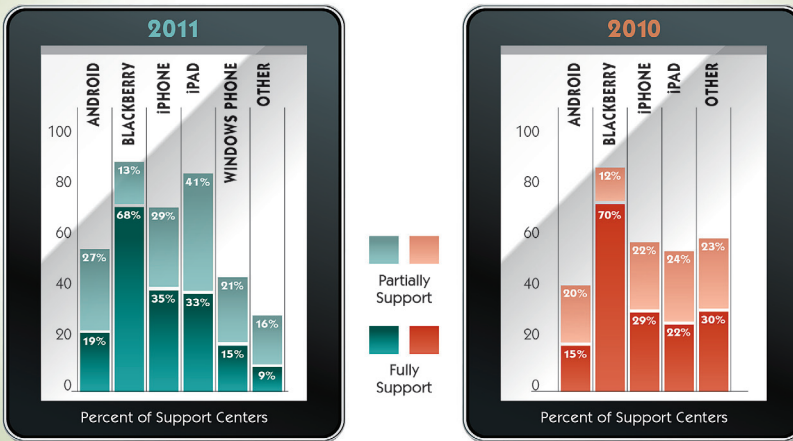 2011
ANDROID
BLACKBERRY
iPHONE
iPAD
WINDOWS PHONE
OTHER
100
80
60
40
20
0
27%
19%
13%
68%
29%
35%
41%
33%
21%
15%
16%
9%
Percent of Support Centers
Partially
Support
Fully
Support
2010
ANDROID
BLACKBERRY
iPHONE
iPAD
OTHER
100
80
60
40
20
0
20%
15%
12%
70%
22%
29%
24%
22%
23%
30%
Percent of Support Centers